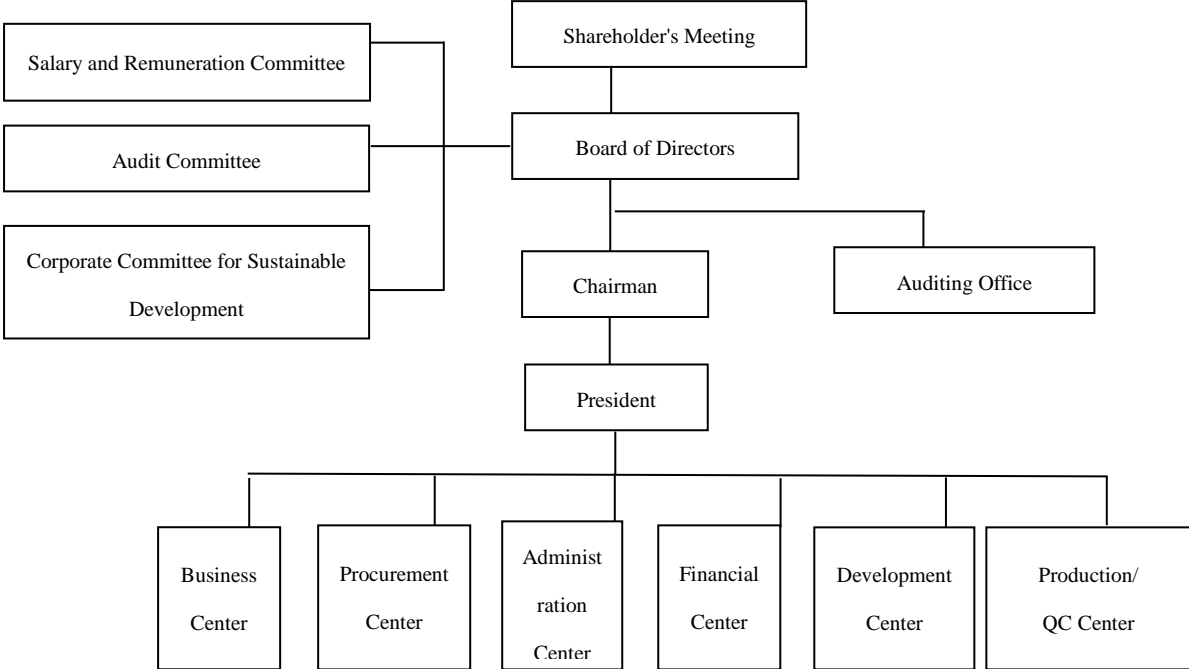 Shareholder's Meeting
Salary and Remuneration Committee
Board of Directors
Audit Committee
Corporate Committee for Sustainable
Development
Chairman
Auditing Office
President
Business
Center
Procurement
Center
Administ
ration
Center
Financial
Center
Development
Center
Production/
QC Center